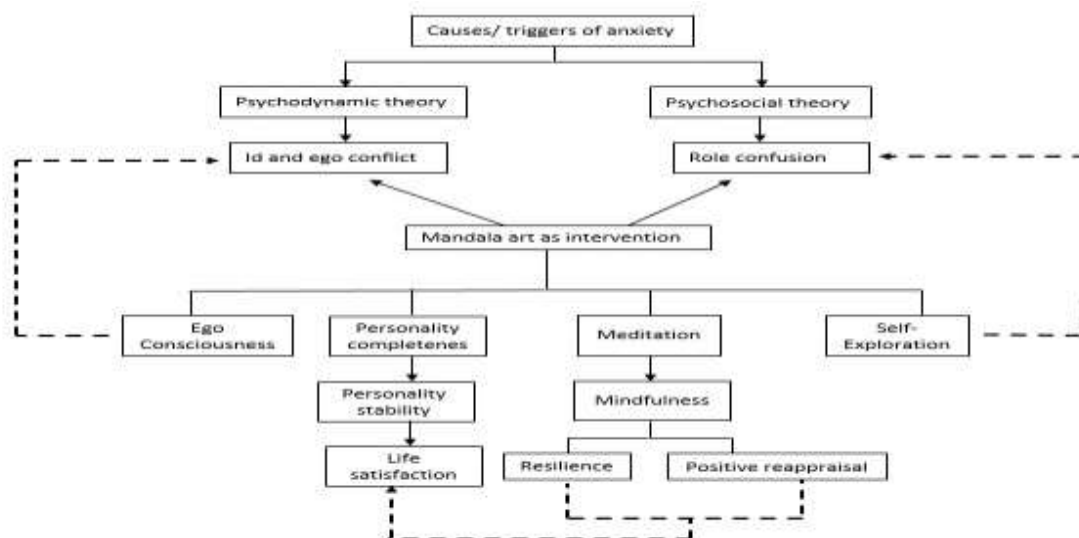 Causes/ triggers of anxiety
Psychodynamic theory
Psychosocial theory
Id and ego conflict
Role confusion
Mandala art as intervention
Ego
Consciousness
Personality
completenes
Meditation
Self-
Exploration
Personality
stability
Mindfulness
Life
satisfaction
Resilience
Positive reappraisal